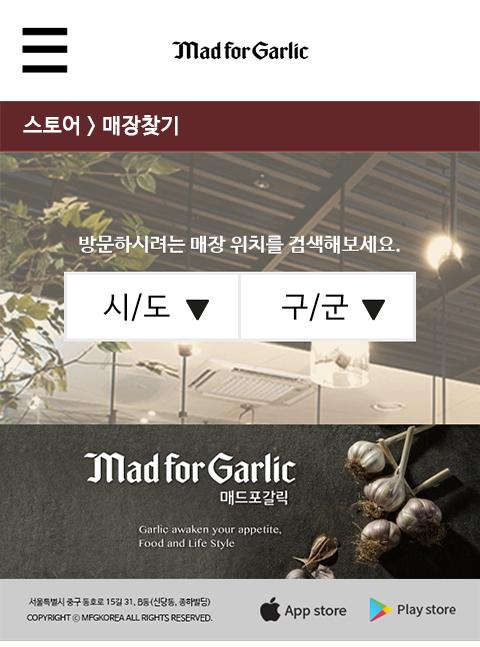 Mad for Garlic
스토어 > 매장찾기
방문하시려는 매장 위치를 검색해보세요.
시/도 ▼ 구/군 ▼
Mad for Garlic
매드포갈릭
Garlic awaken your appetite,
Food and Life Style
서울특별시 중구 동호로 15길 31, B동(신당동, 종하빌딩)
COPYRIGHT ⓒ MFGKOREA ALL RIGHTS RESERVED.
App store
Play store